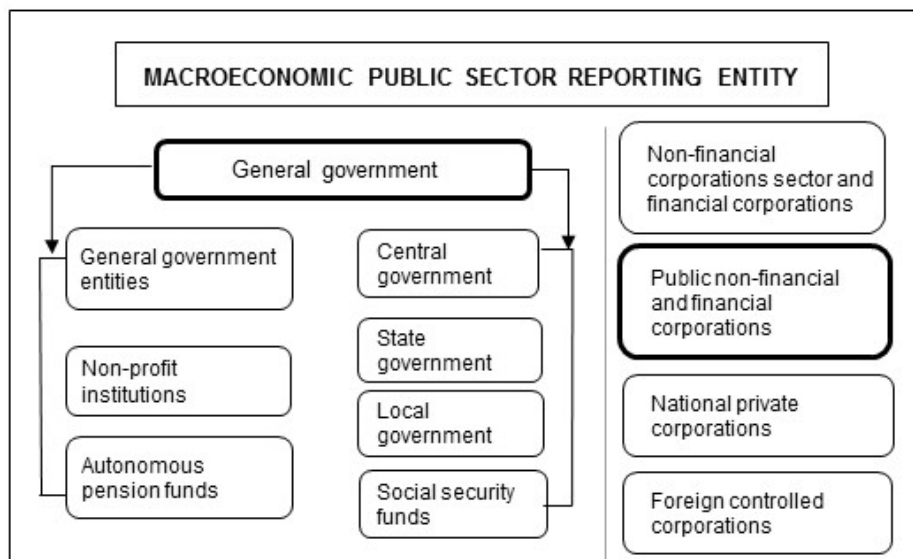 MACROECONOMIC PUBLIC SECTOR REPORTING ENTITY
General government
General government
entities
Non-profit
institutions
Autonomous
pension funds
Central
government
State
government
Local
government
Social security
funds
Non-financial
corporations sector and
financial corporations
Public non-financial
and financial
corporations
National private
corporations
Foreign controlled
corporations